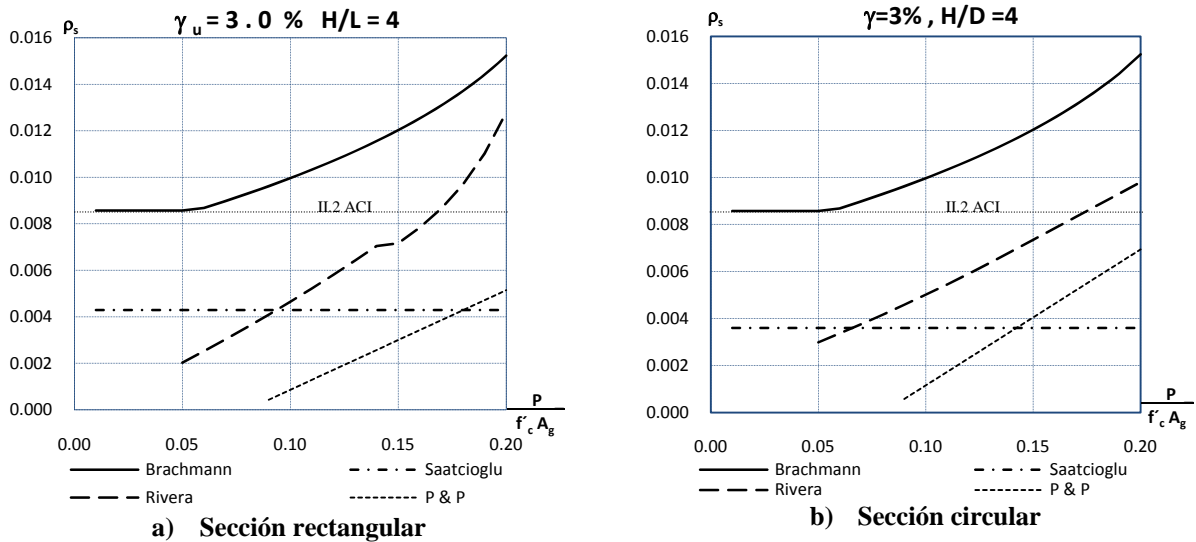 γ u = 3 . 0 % H/L = 4
ρs
0.016
0.014
0.012
0.010
0.008
0.006
0.004
0.002
0.000
II.2 ACI
P
f´c Ag
0.00 0.05 0.10 0.15 0.20
Brachmann Saatcioglu
Rivera P & P
a) Sección rectangular
γ=3% , H/D =4
ρs
0.016
0.014
0.012
0.010
0.008
0.006
0.004
0.002
0.000
II.2 ACI
P
f´c Ag
0.00 0.05 0.10 0.15 0.20
Brachmann Saatcioglu
Rivera P & P
b) Sección circular